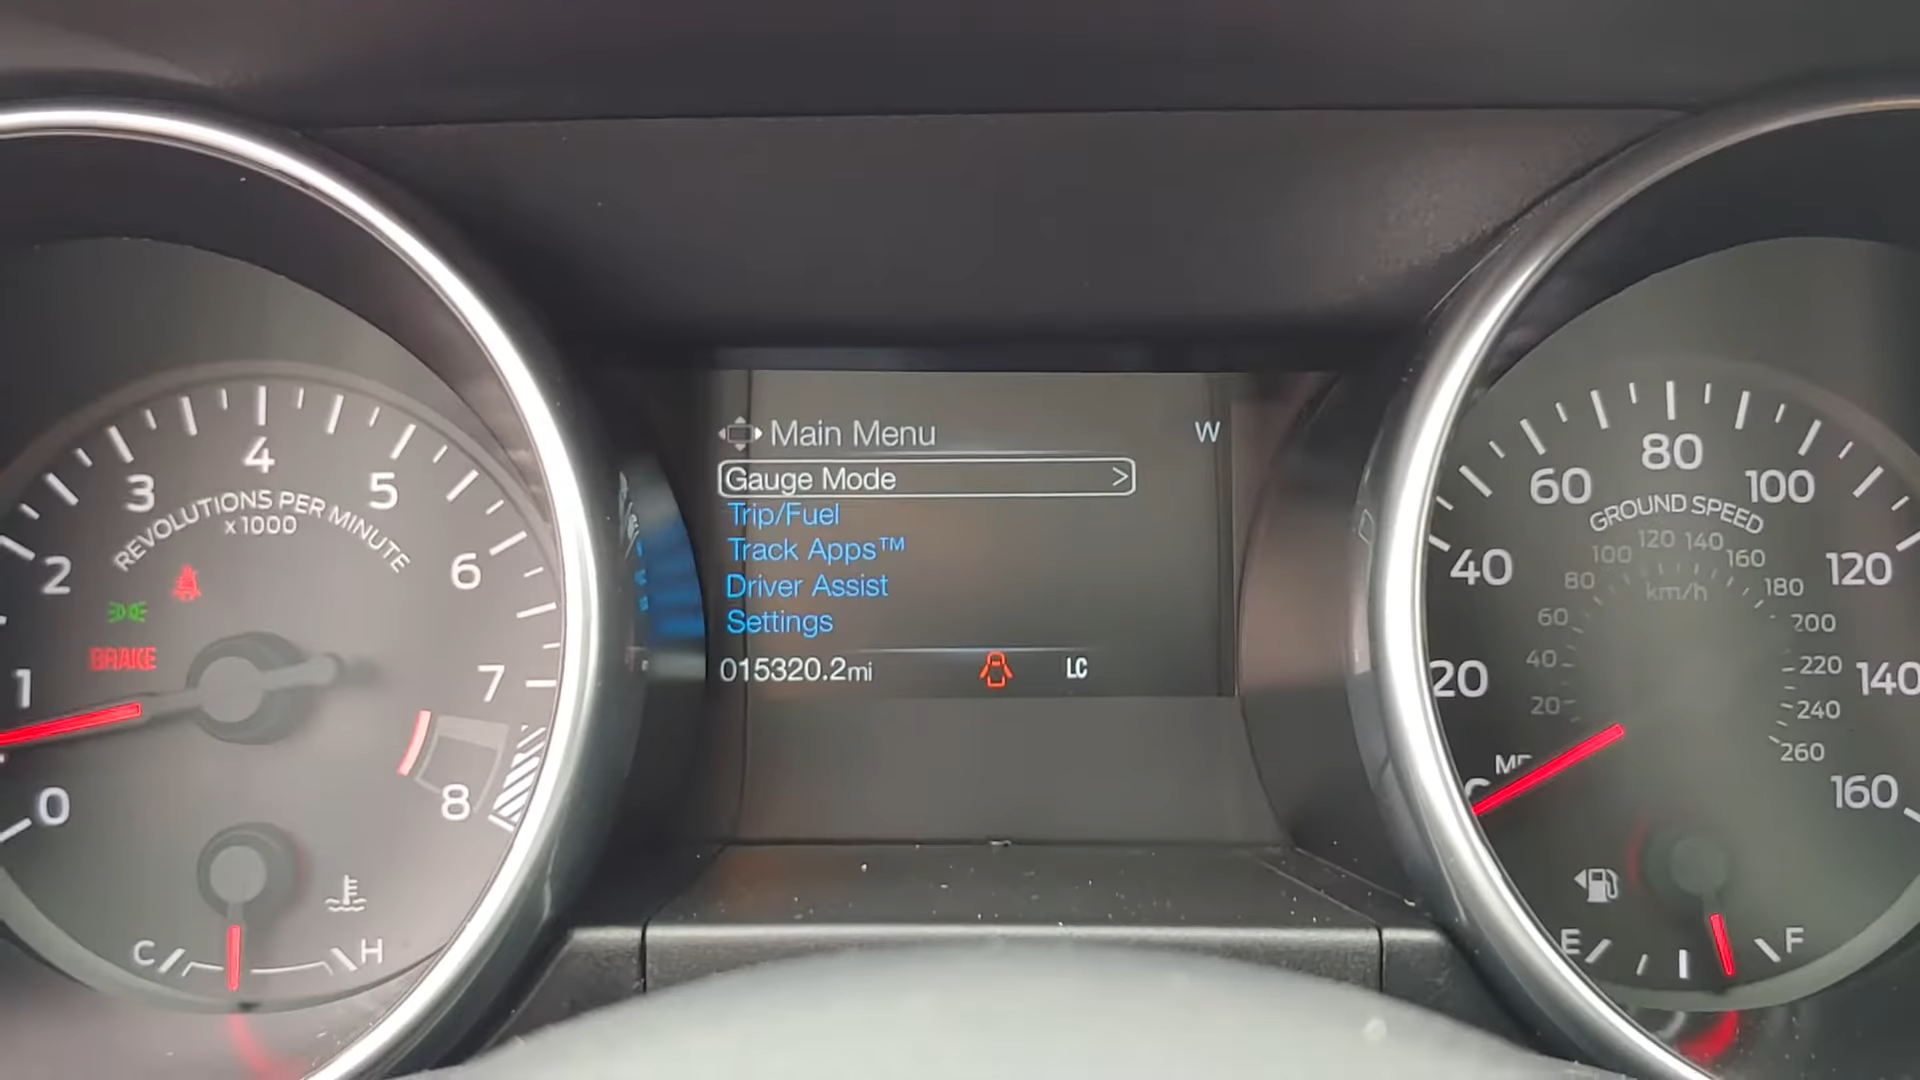 Main Menu W
Gauge Mode >
Trip/Fuel
Track Apps™
Driver Assist
Settings
015320.2mi LC
0
1
2
3
4
5
6
7
8
REVOLUTIONS PER MINUTE
x1000
BRAKE
C H
20
40
60
80
100
120
140
160
GROUND SPEED
km/h
20
40
60
80
100
120
140
160
180
200
220
240
260
E F